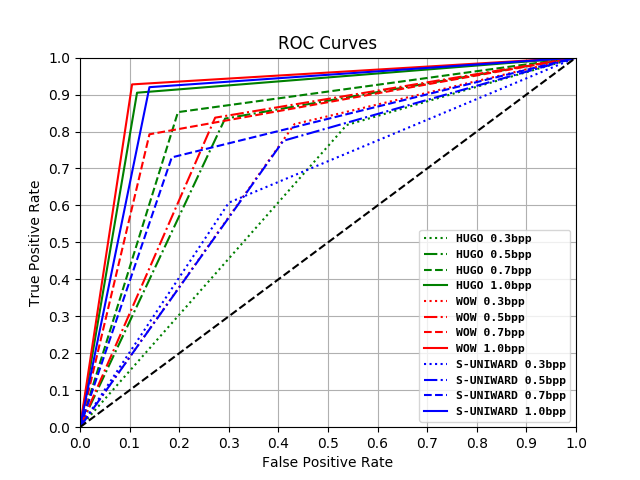 ROC Curves
True Positive Rate
1.0
0.9
0.8
0.7
0.6
0.5
0.4
0.3
0.2
0.1
0.0
HUGO 0.3bpp
HUGO 0.5bpp
HUGO 0.7bpp
HUGO 1.0bpp
WOW 0.3bpp
WOW 0.5bpp
WOW 0.7bpp
WOW 1.0bpp
S-UNIWARD 0.3bpp
S-UNIWARD 0.5bpp
S-UNIWARD 0.7bpp
S-UNIWARD 1.0bpp
0.0 0.1 0.2 0.3 0.4 0.5 0.6 0.7 0.8 0.9 1.0
False Positive Rate